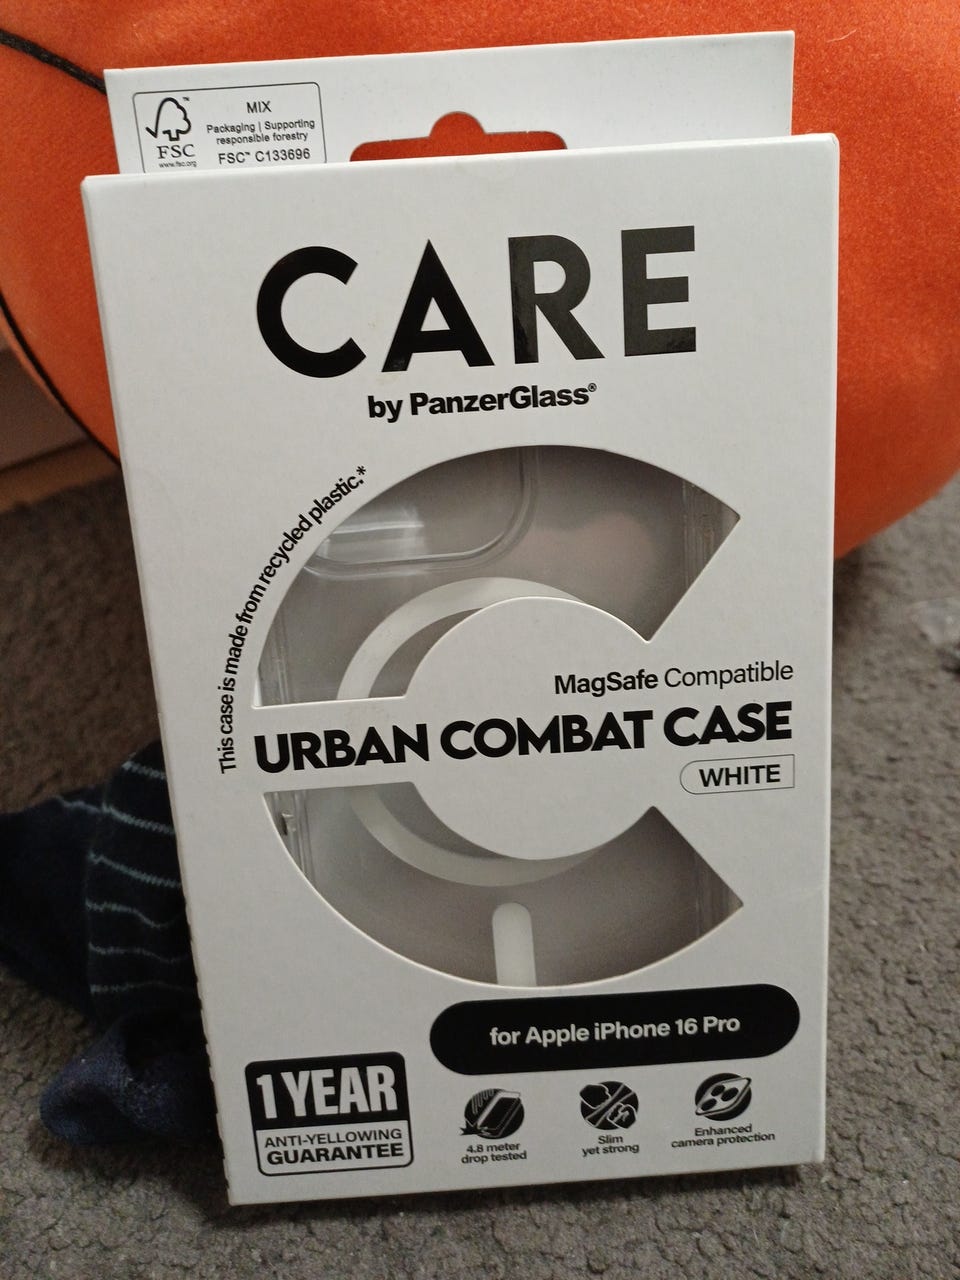 FSC™
www.fsc.org
MIX
Packaging | Supporting
responsible forestry
FSC™ C133696
CARE
by PanzerGlass®
This case is made from recycled plastic.*
MagSafe Compatible
URBAN COMBAT CASE
WHITE
for Apple iPhone 16 Pro
1 YEAR
ANTI-YELLOWING
GUARANTEE
4.8 meter
drop tested
Slim
yet strong
Enhanced
camera protection